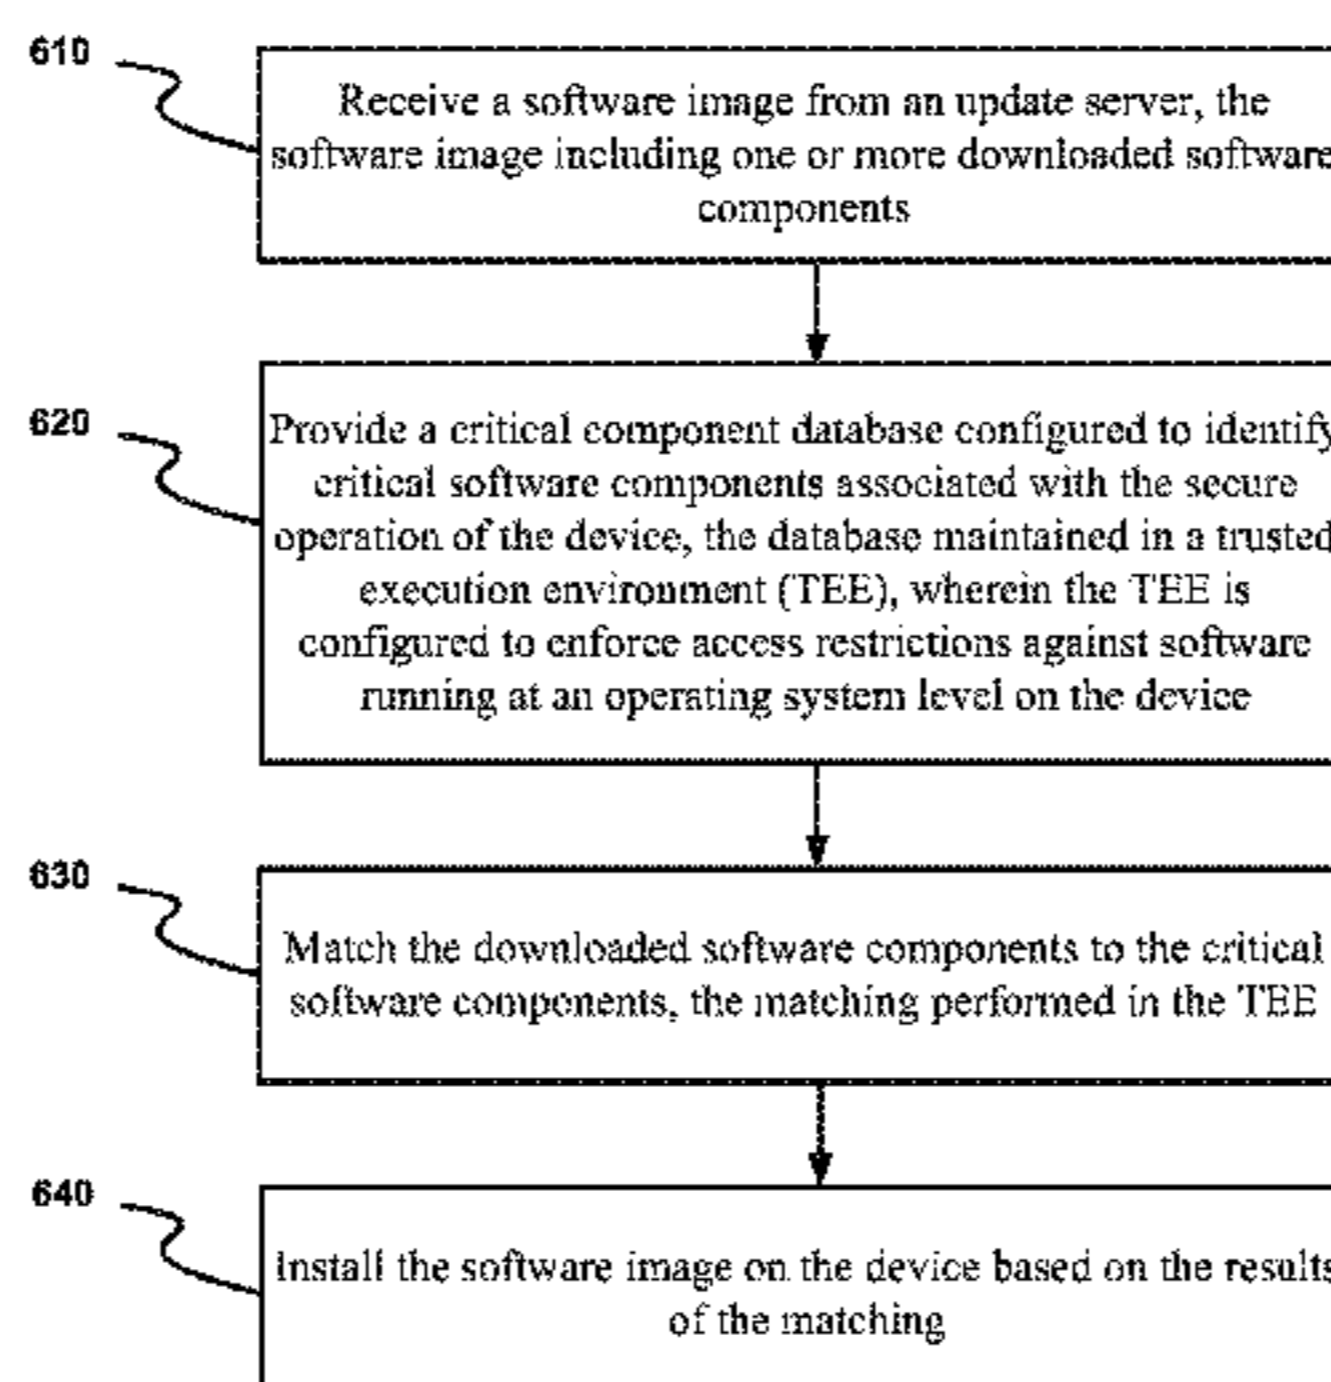 610
Receive a software image from an update server, the
software image including one or more downloaded software
components
620
Provide a critical component database configured to identify
critical software components associated with the secure
operation of the device, the database maintained in a trusted
execution environment (TEE), wherein the TEE is
configured to enforce access restrictions against software
running at an operating system level on the device
630
Match the downloaded software components to the critical
software components, the matching performed in the TEE
640
Install the software image on the device based on the results
of the matching